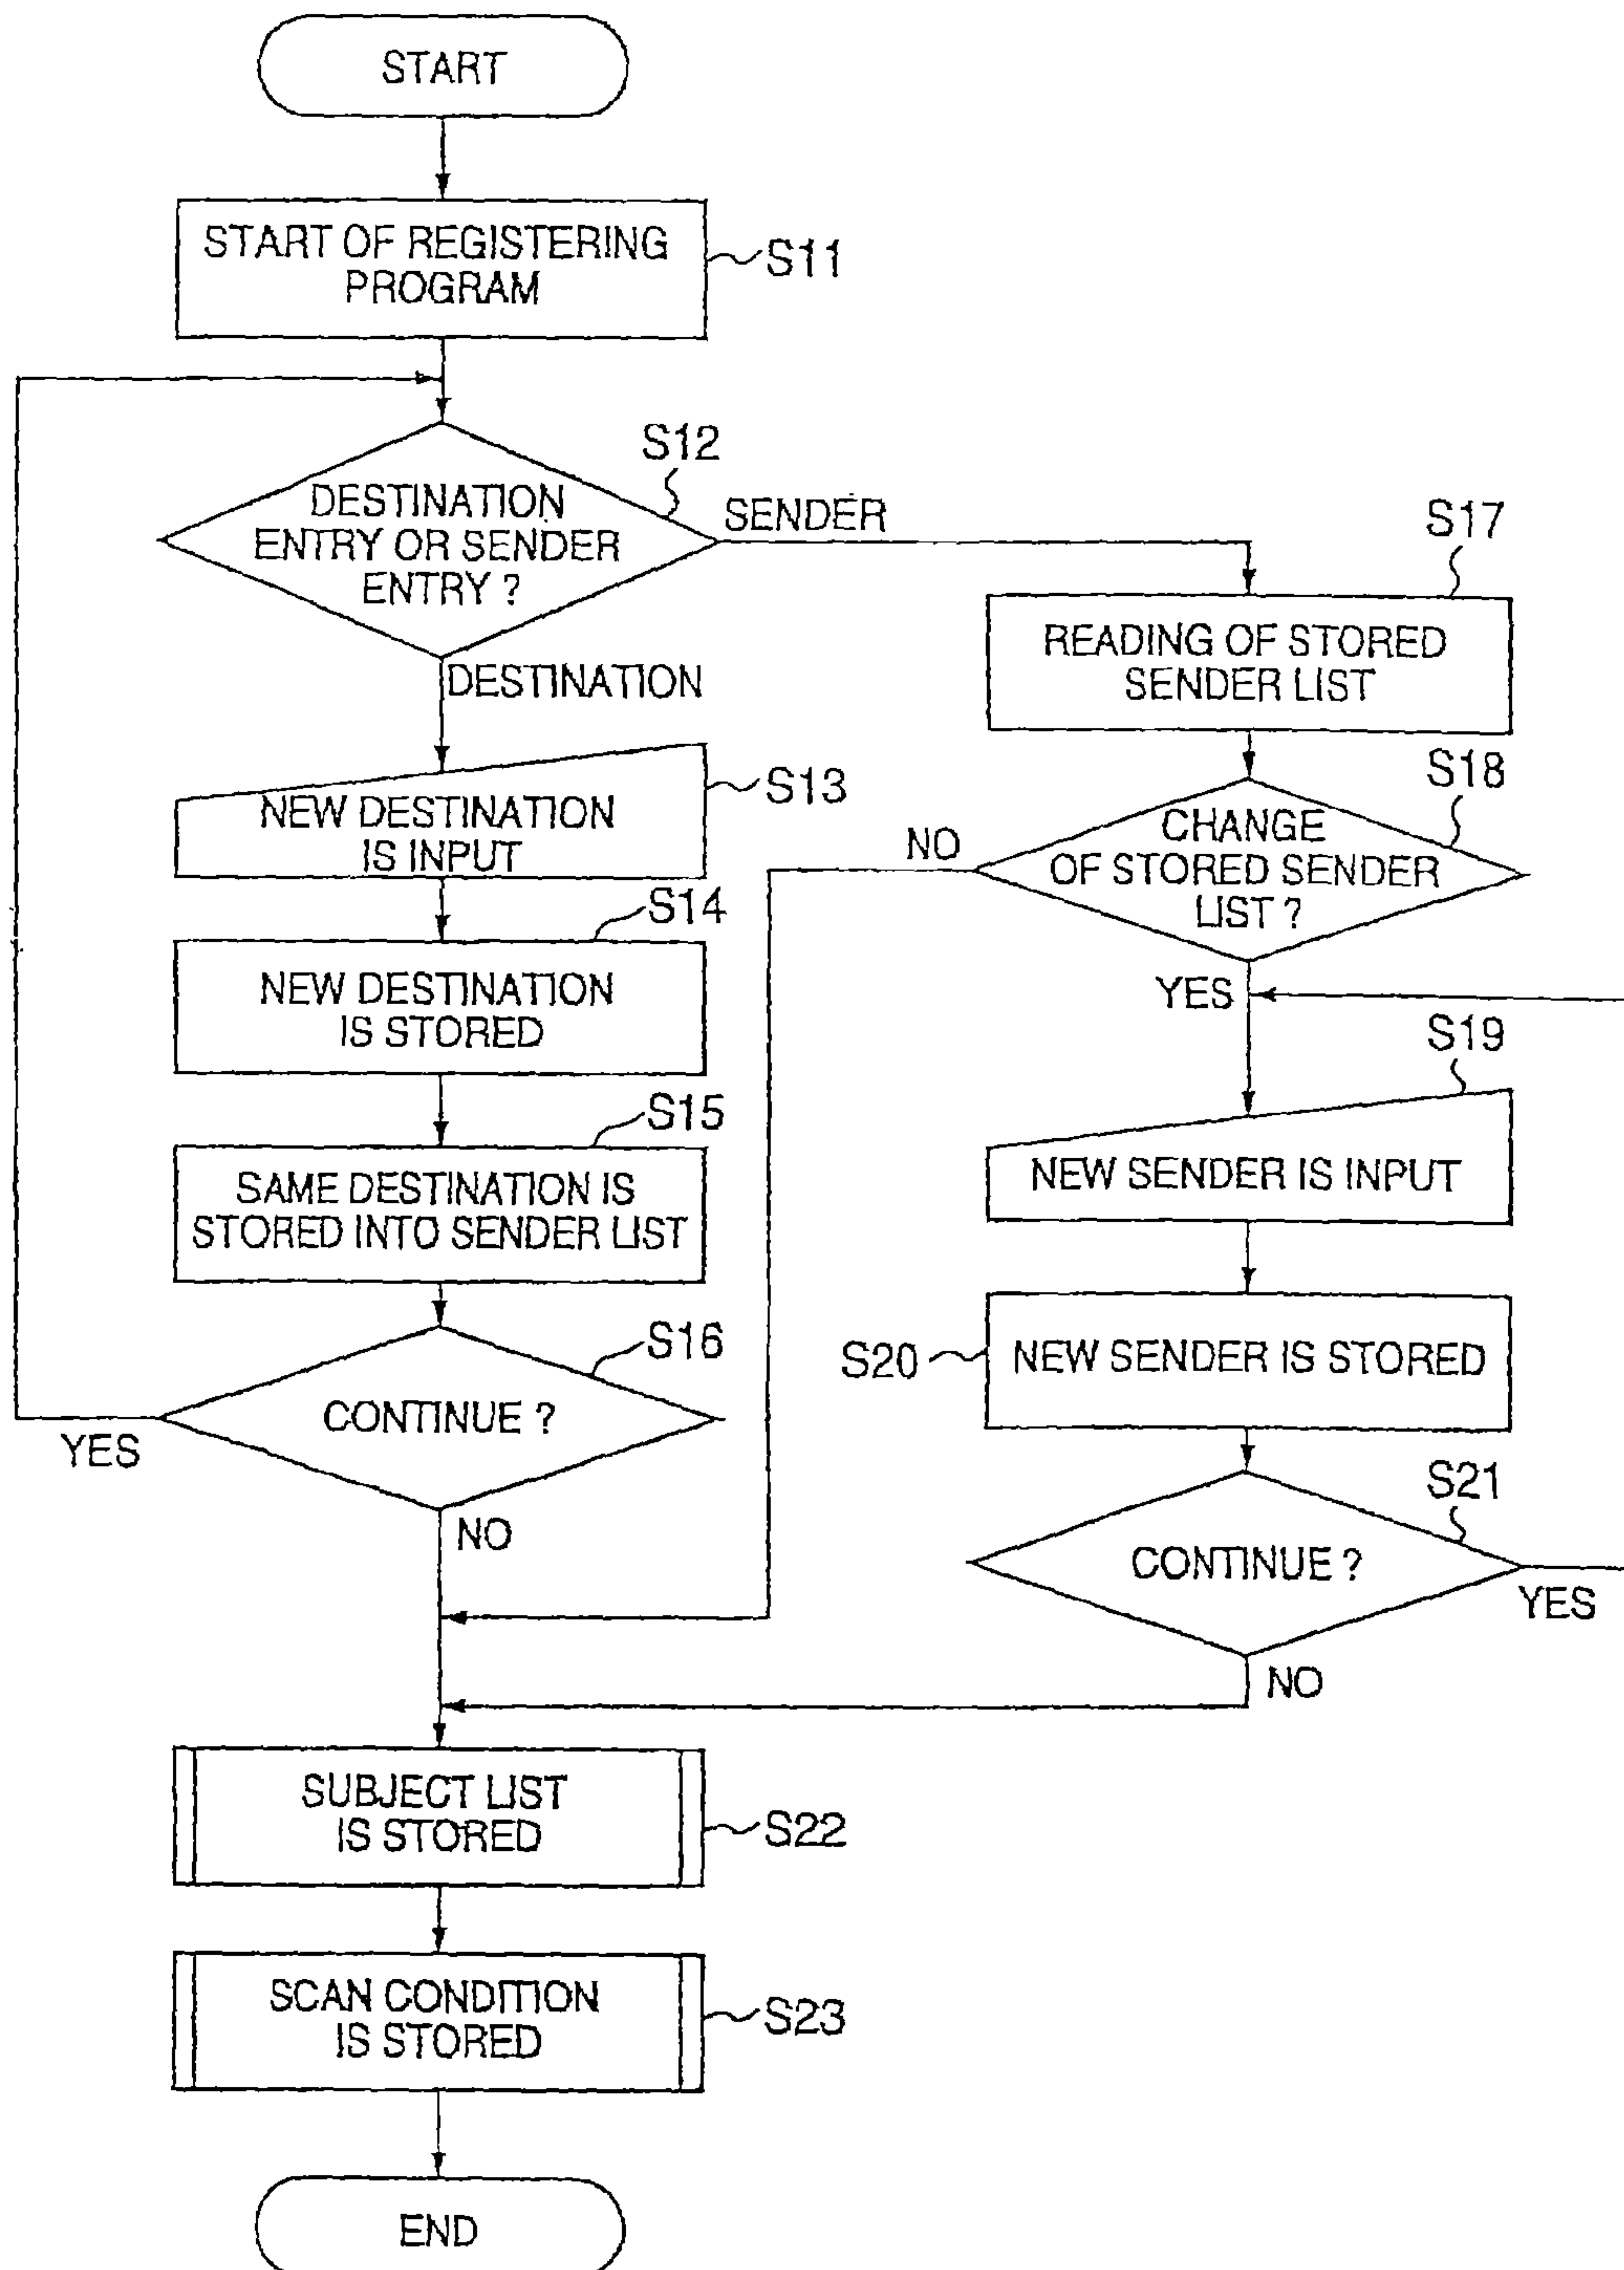 START
START OF REGISTERING
PROGRAM
S11
S12
DESTINATION
ENTRY OR SENDER
ENTRY ?
SENDER
DESTINATION
S13
NEW DESTINATION
IS INPUT
S14
NEW DESTINATION
IS STORED
S15
SAME DESTINATION IS
STORED INTO SENDER LIST
S16
CONTINUE ?
YES
NO
S17
READING OF STORED
SENDER LIST
S18
CHANGE
OF STORED SENDER
LIST ?
NO
YES
S19
NEW SENDER IS INPUT
S20
NEW SENDER IS STORED
S21
CONTINUE ?
YES
NO
SUBJECT LIST
IS STORED
S22
SCAN CONDITION
IS STORED
S23
END